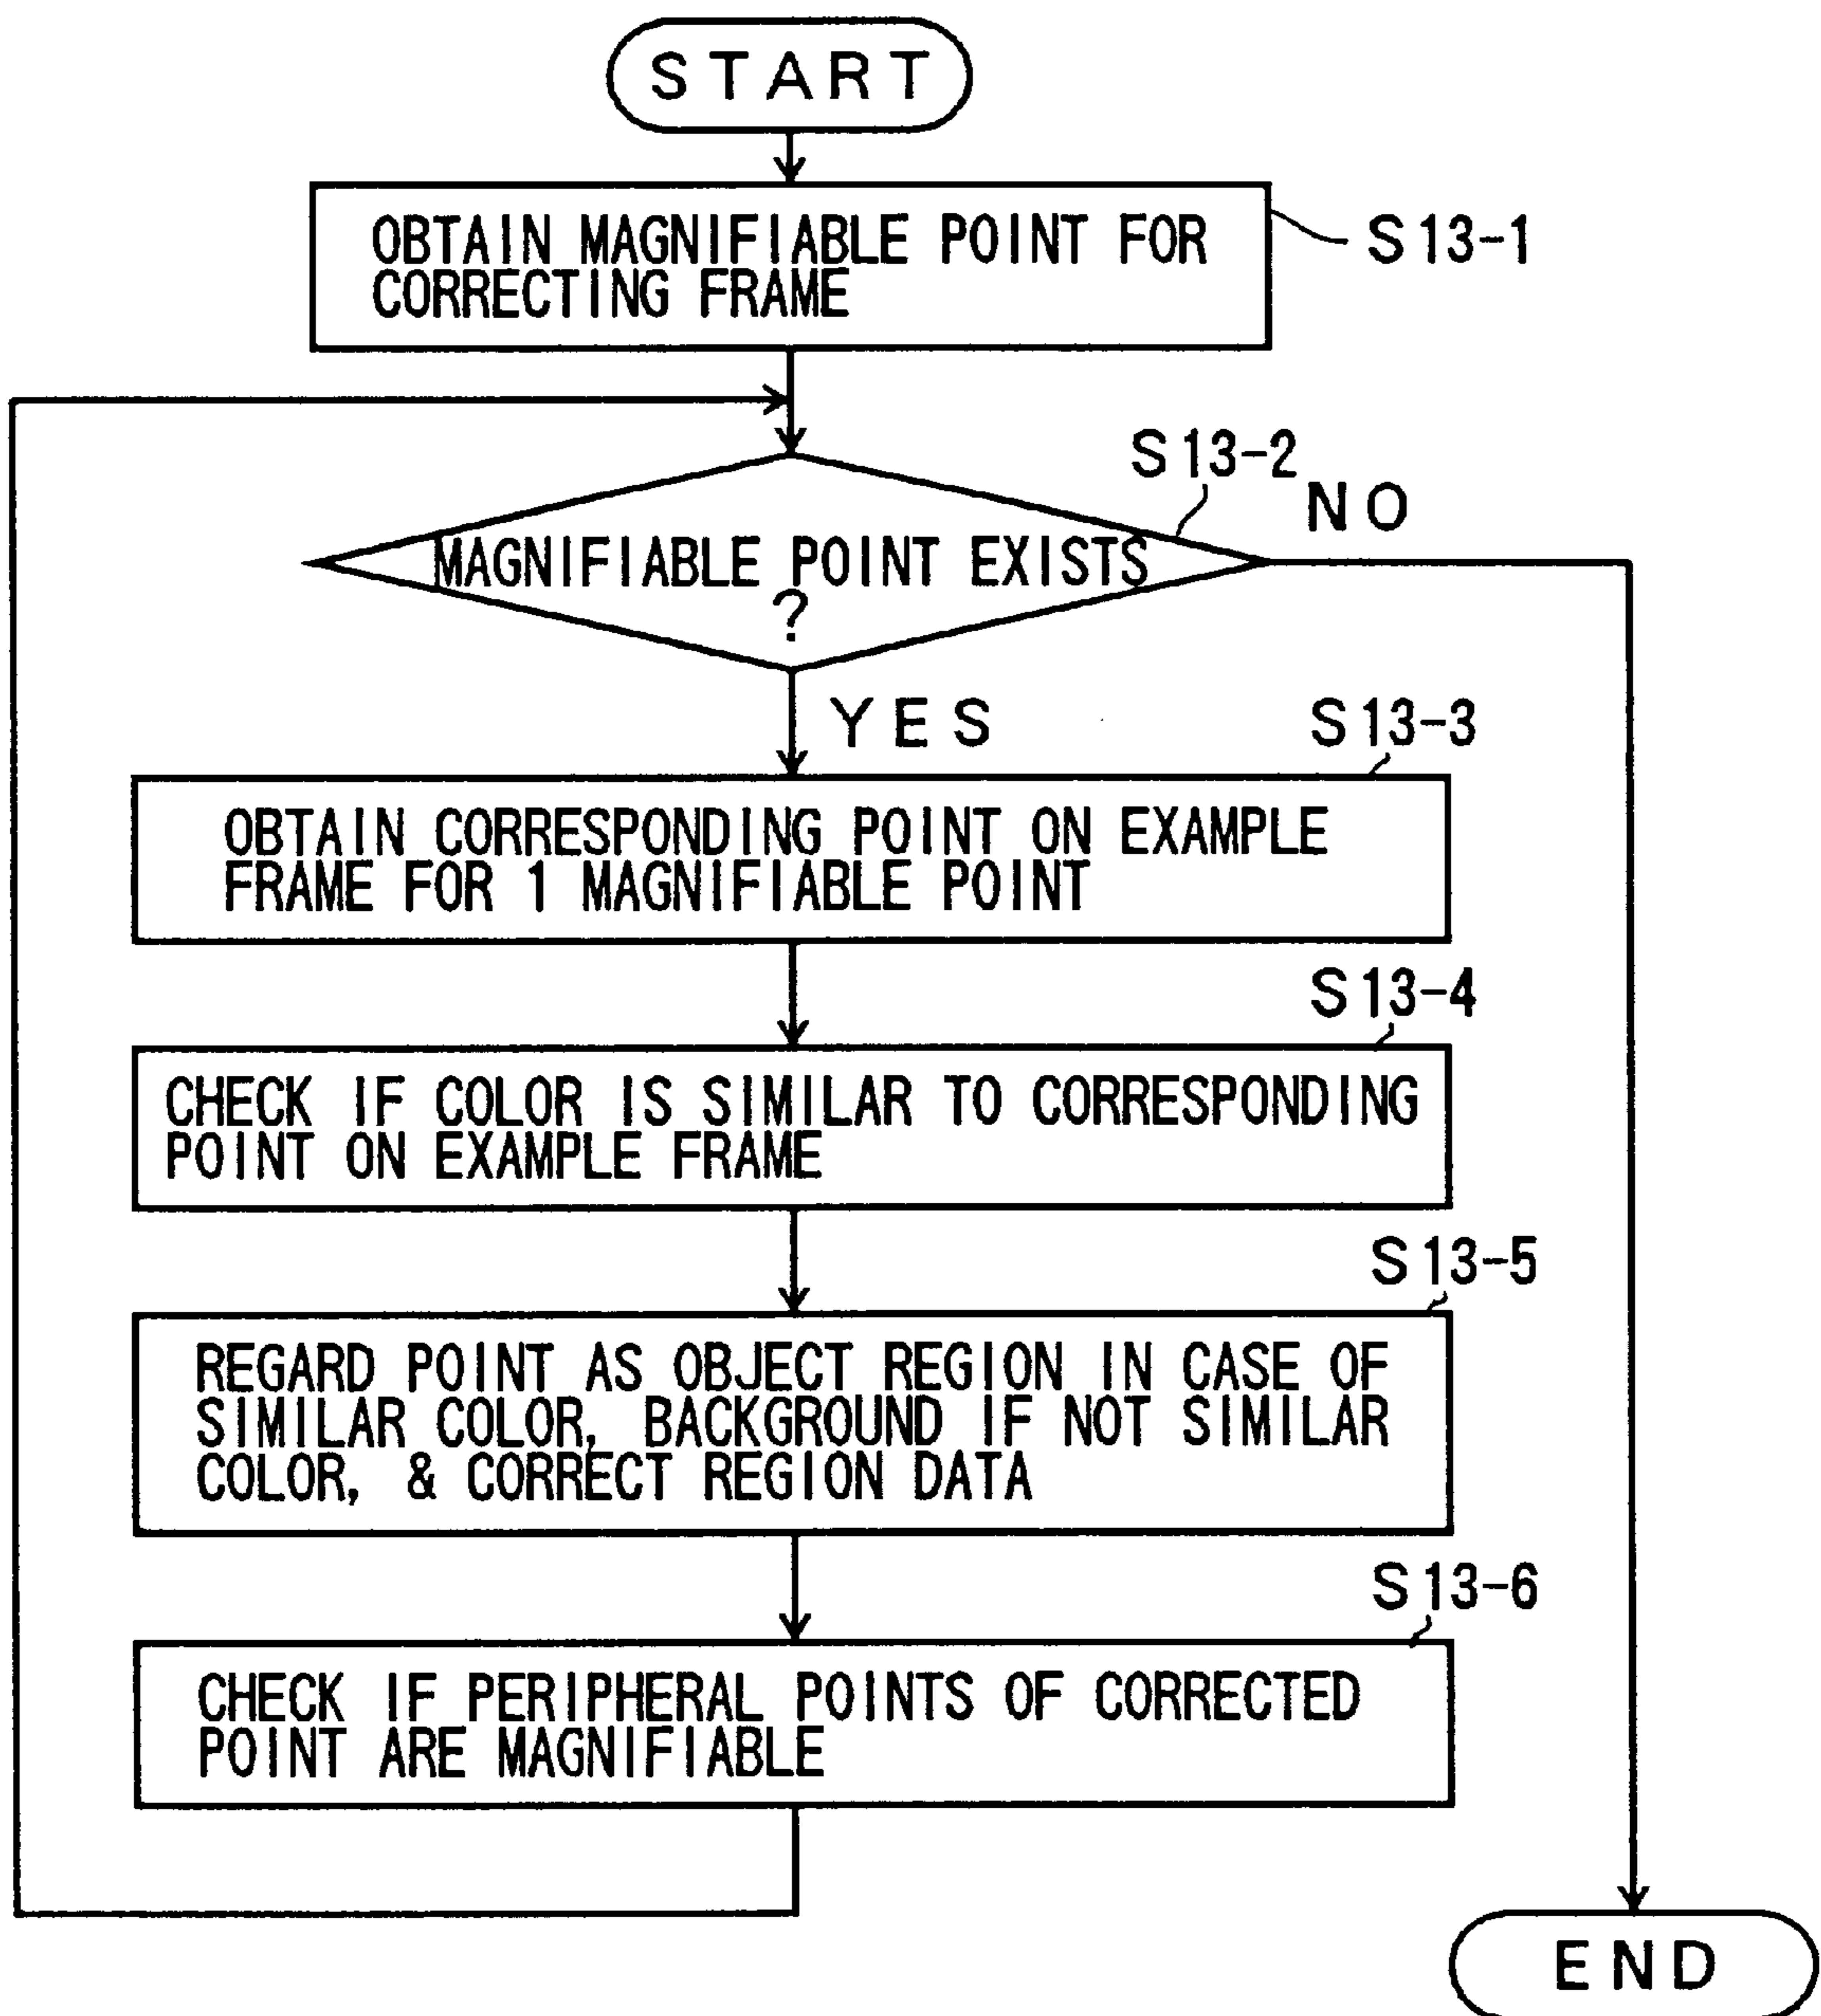 START
OBTAIN MAGNIFIABLE POINT FOR
CORRECTING FRAME
S13-1
S13-2
NO
MAGNIFIABLE POINT EXISTS
?
YES
S13-3
OBTAIN CORRESPONDING POINT ON EXAMPLE
FRAME FOR 1 MAGNIFIABLE POINT
S13-4
CHECK IF COLOR IS SIMILAR TO CORRESPONDING
POINT ON EXAMPLE FRAME
S13-5
REGARD POINT AS OBJECT REGION IN CASE OF
SIMILAR COLOR, BACKGROUND IF NOT SIMILAR
COLOR, & CORRECT REGION DATA
S13-6
CHECK IF PERIPHERAL POINTS OF CORRECTED
POINT ARE MAGNIFIABLE
END